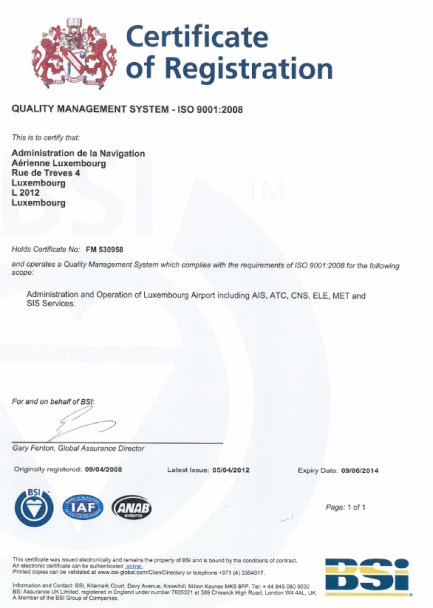 Certificate
of Registration
QUALITY MANAGEMENT SYSTEM - ISO 9001:2008
This is to certify that:
Administration de la Navigation
Aérienne Luxembourg
Rue de Treves 4
Luxembourg
L 2012
Luxembourg
Holds Certificate No: FM 530958
and operates a Quality Management System which complies with the requirements of ISO 9001:2008 for the following
scope:
Administration and Operation of Luxembourg Airport including AIS, ATC, CNS, ELE, MET and
SIS Services.
For and on behalf of BSI:
Gary Fenton, Global Assurance Director
Originally registered: 09/04/2008 Latest Issue: 05/04/2012 Expiry Date: 09/06/2014
BSI IAF ANAB
Page: 1 of 1
This certificate was issued electronically and remains the property of BSI and is bound by the conditions of contract.
An electronic certificate can be authenticated online.
Printed copies can be validated at www.bsi-global.com/ClientDirectory or telephone +971 (4) 3364917.
Information and Contact: BSI, Kitemark Court, Davy Avenue, Knowlhill, Milton Keynes MK5 8PP. Tel: + 44 845 080 9000
BSI Assurance UK Limited, registered in England under number 7805321 at 389 Chiswick High Road, London W4 4AL, UK.
A Member of the BSI Group of Companies.
BSi